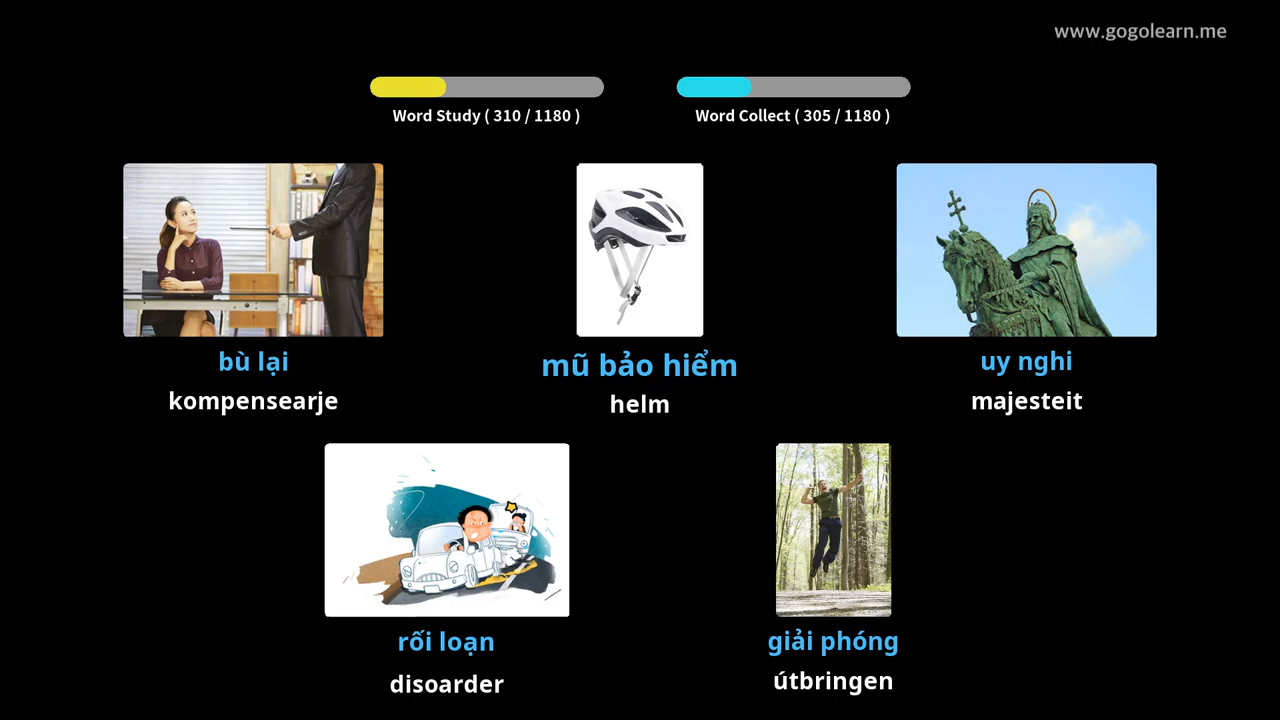 www.gogolearn.me
Word Study ( 310 / 1180 )
Word Collect ( 305 / 1180 )
bù lại
kompensearje
mũ bảo hiểm
helm
uy nghi
majesteit
rối loạn
disoarder
giải phóng
útbringen